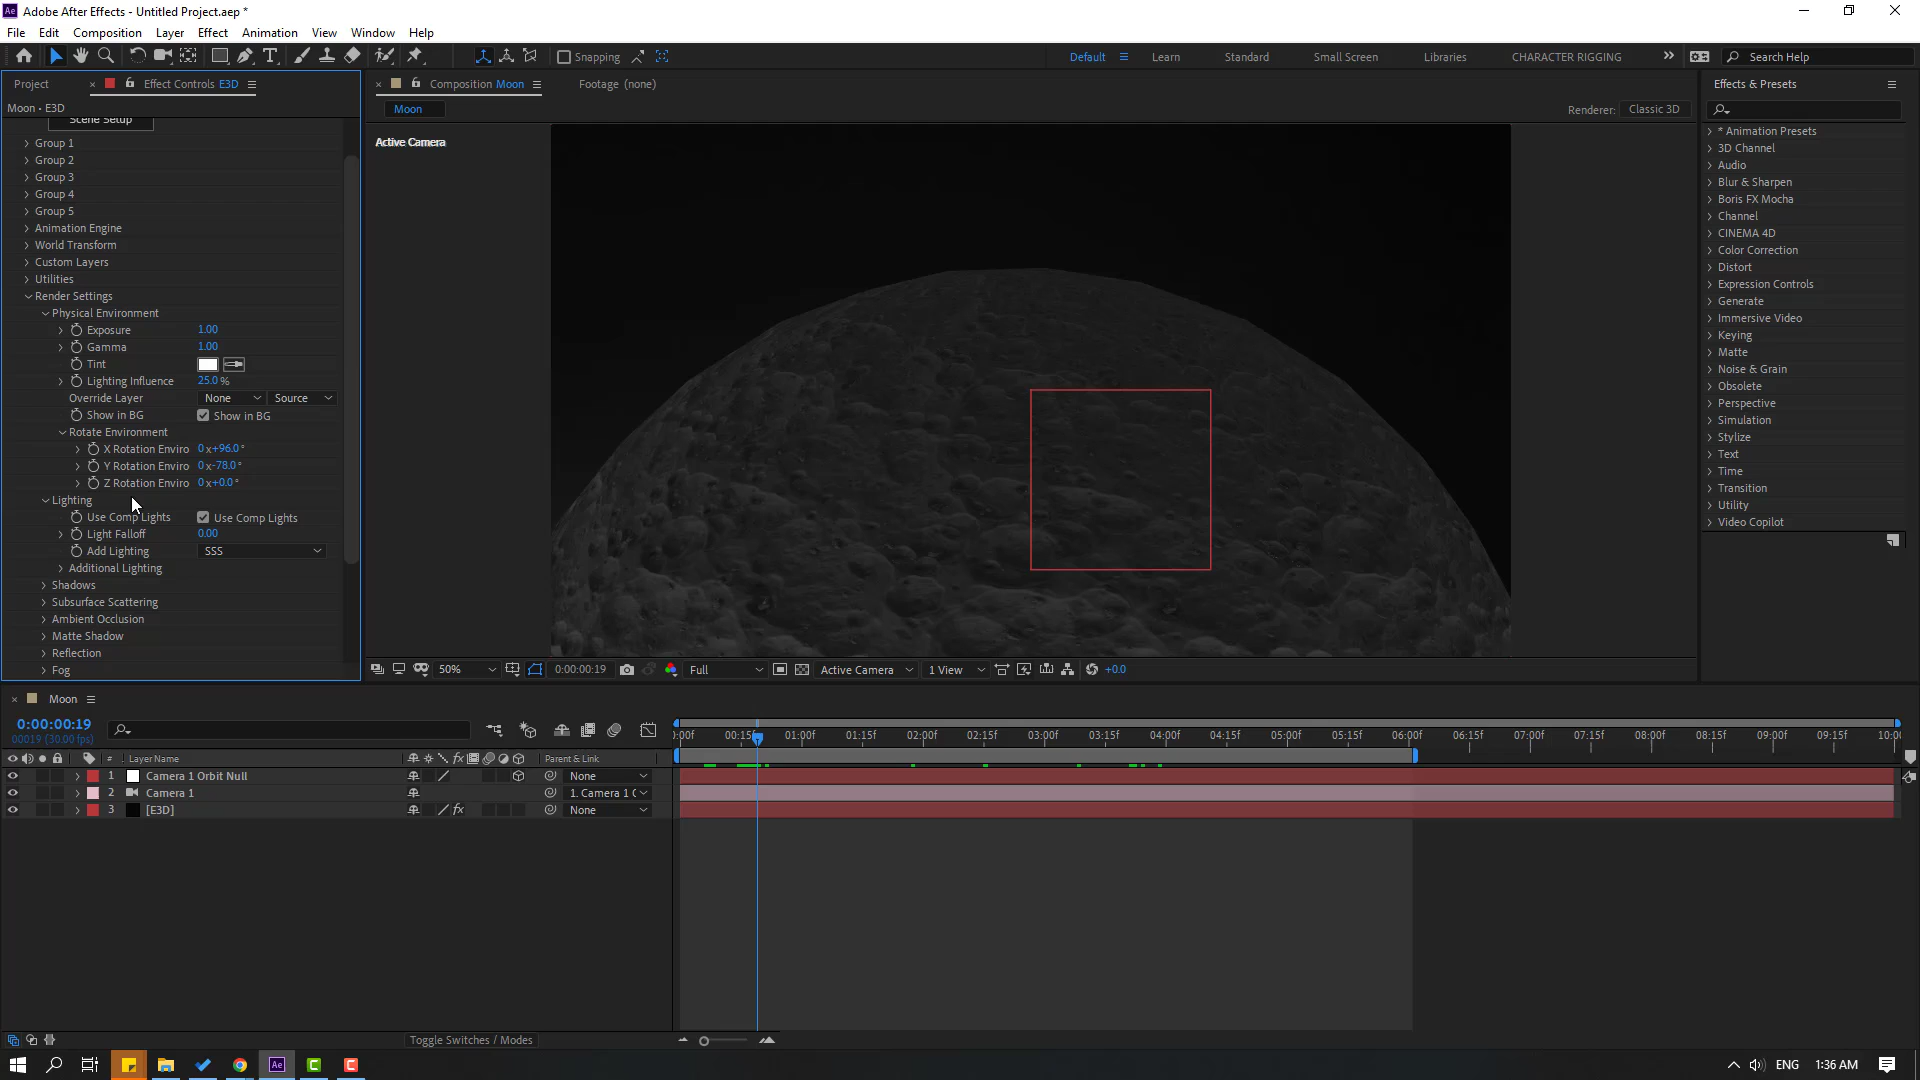 Adobe After Effects - Untitled Project.aep *
File Edit Composition Layer Effect Animation View Window Help
Snapping
Default Learn Standard Small Screen Libraries CHARACTER RIGGING
Search Help
Project
Effect Controls E3D
Moon • E3D
Scene Setup
Group 1
Group 2
Group 3
Group 4
Group 5
Animation Engine
World Transform
Custom Layers
Utilities
Render Settings
Physical Environment
Exposure 1.00
Gamma 1.00
Tint
Lighting Influence 25.0 %
Override Layer None Source
Show in BG Show in BG
Rotate Environment
X Rotation Enviro 0 x+96.0 °
Y Rotation Enviro 0 x-78.0 °
Z Rotation Enviro 0 x+0.0 °
Lighting
Use Comp Lights Use Comp Lights
Light Falloff 0.00
Add Lighting SSS
Additional Lighting
Shadows
Subsurface Scattering
Ambient Occlusion
Matte Shadow
Reflection
Fog
Composition Moon
Footage (none)
Moon
Renderer: Classic 3D
Active Camera
50% 0:00:00:19 Full Active Camera 1 View +0.0
Effects & Presets
* Animation Presets
3D Channel
Audio
Blur & Sharpen
Boris FX Mocha
Channel
CINEMA 4D
Color Correction
Distort
Expression Controls
Generate
Immersive Video
Keying
Matte
Noise & Grain
Obsolete
Perspective
Simulation
Stylize
Text
Time
Transition
Utility
Video Copilot
Moon
0:00:00:19
00019 (30.00 fps)
# Layer Name Parent & Link
1 Camera 1 Orbit Null None
2 Camera 1 1. Camera 1 O
3 [E3D] None
):00f 00:15f 01:00f 01:15f 02:00f 02:15f 03:00f 03:15f 04:00f 04:15f 05:00f 05:15f 06:00f 06:15f 07:00f 07:15f 08:00f 08:15f 09:00f 09:15f 10:00
Toggle Switches / Modes
ENG 1:36 AM